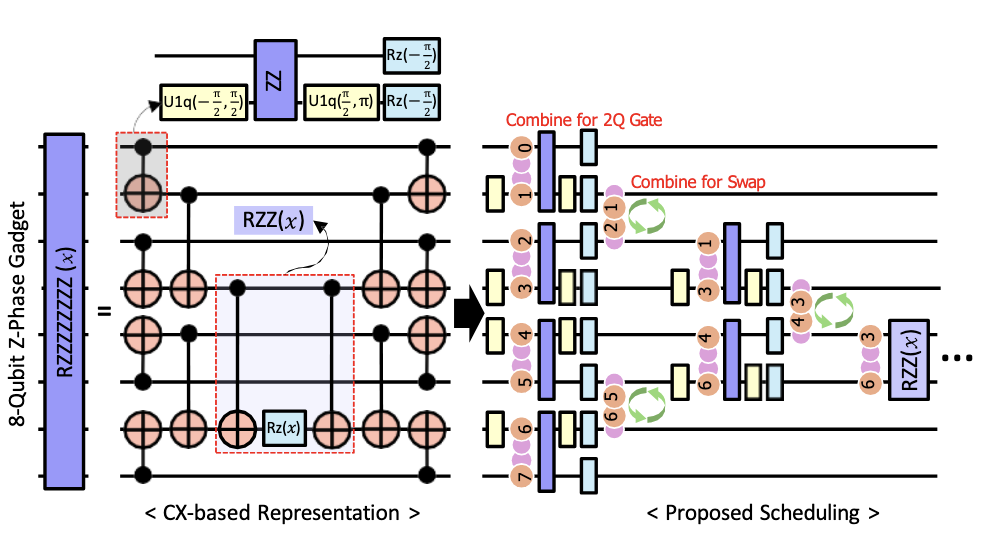 ZZ
Rz(−π/2)
U1q(−π/2,π/2)
U1q(π/2,π)
Rz(−π/2)
8-Qubit Z-Phase Gadget
RZZZZZZZZ (x)
=
RZZ(x)
Rz(x)
< CX-based Representation >
Combine for 2Q Gate
Combine for Swap
0
1
2
3
4
5
6
7
1
2
5
6
1
3
4
6
3
4
3
6
RZZ(x)
...
< Proposed Scheduling >